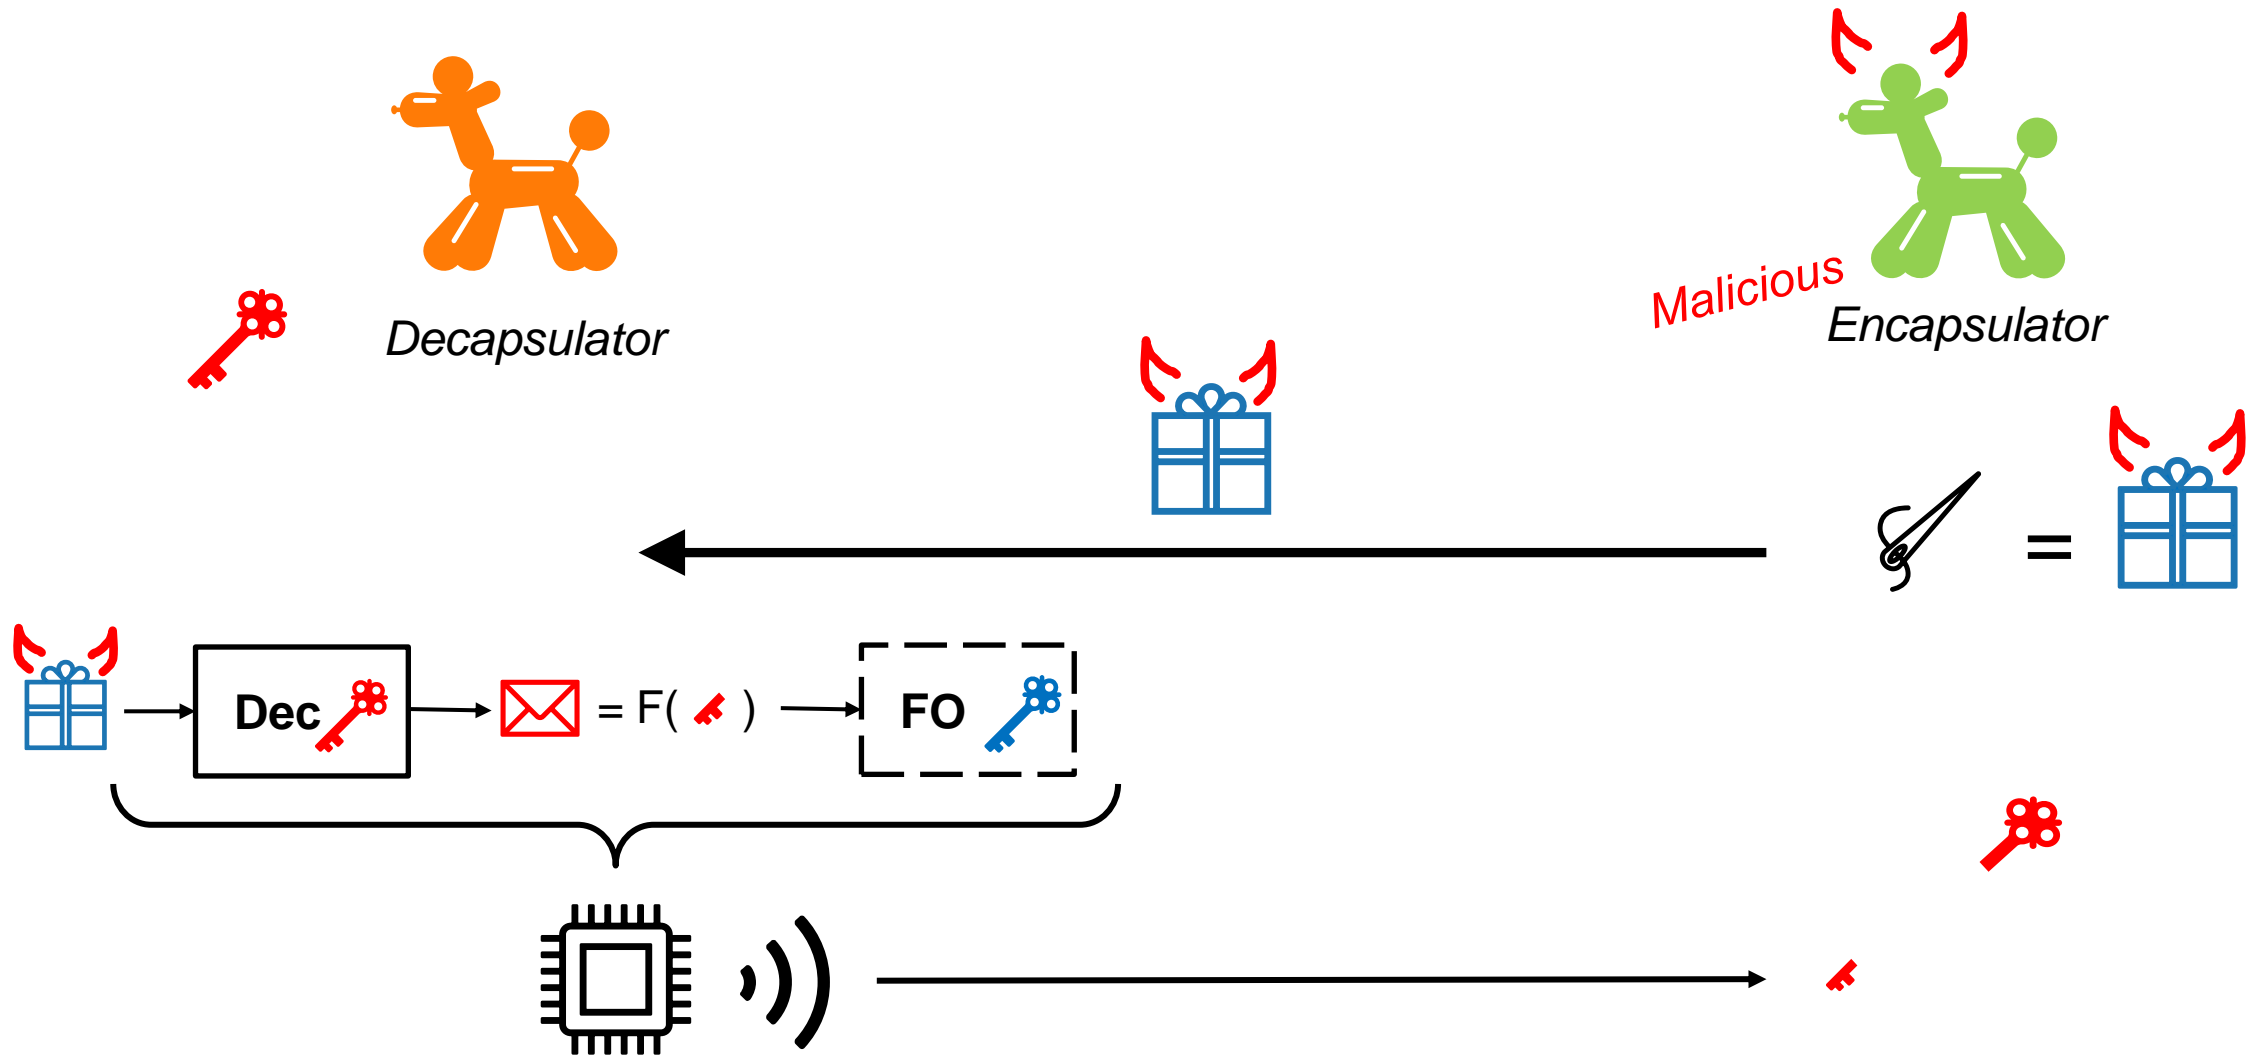 Decapsulator
Malicious
Encapsulator
=
Dec
= F( )
FO